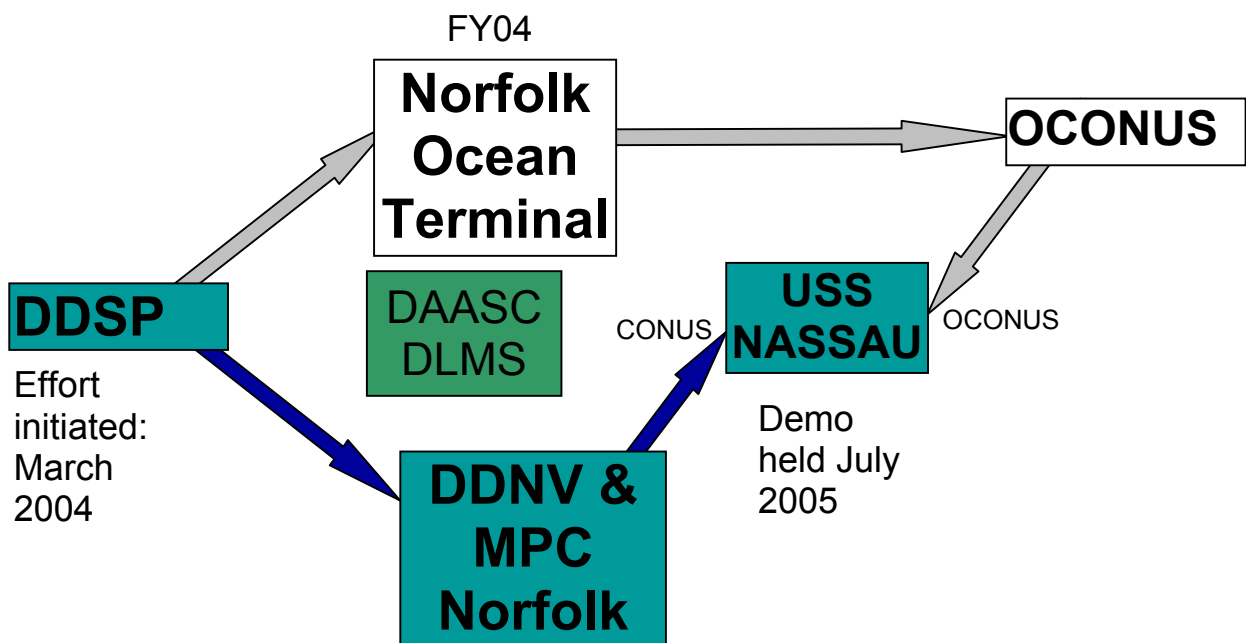 FY04
Norfolk
Ocean
Terminal
OCONUS
DDSP
Effort
initiated:
March
2004
DAASC
DLMS
CONUS
USS
NASSAU
OCONUS
Demo
held July
2005
DDNV &
MPC
Norfolk